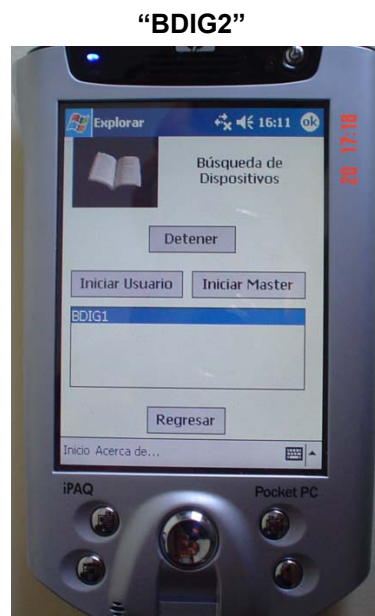 “BDIG2”
Explorar 16:11 ok
Búsqueda de
Dispositivos
Detener
Iniciar Usuario Iniciar Master
BDIG1
Regresar
Inicio Acerca de...
iPAQ Pocket PC